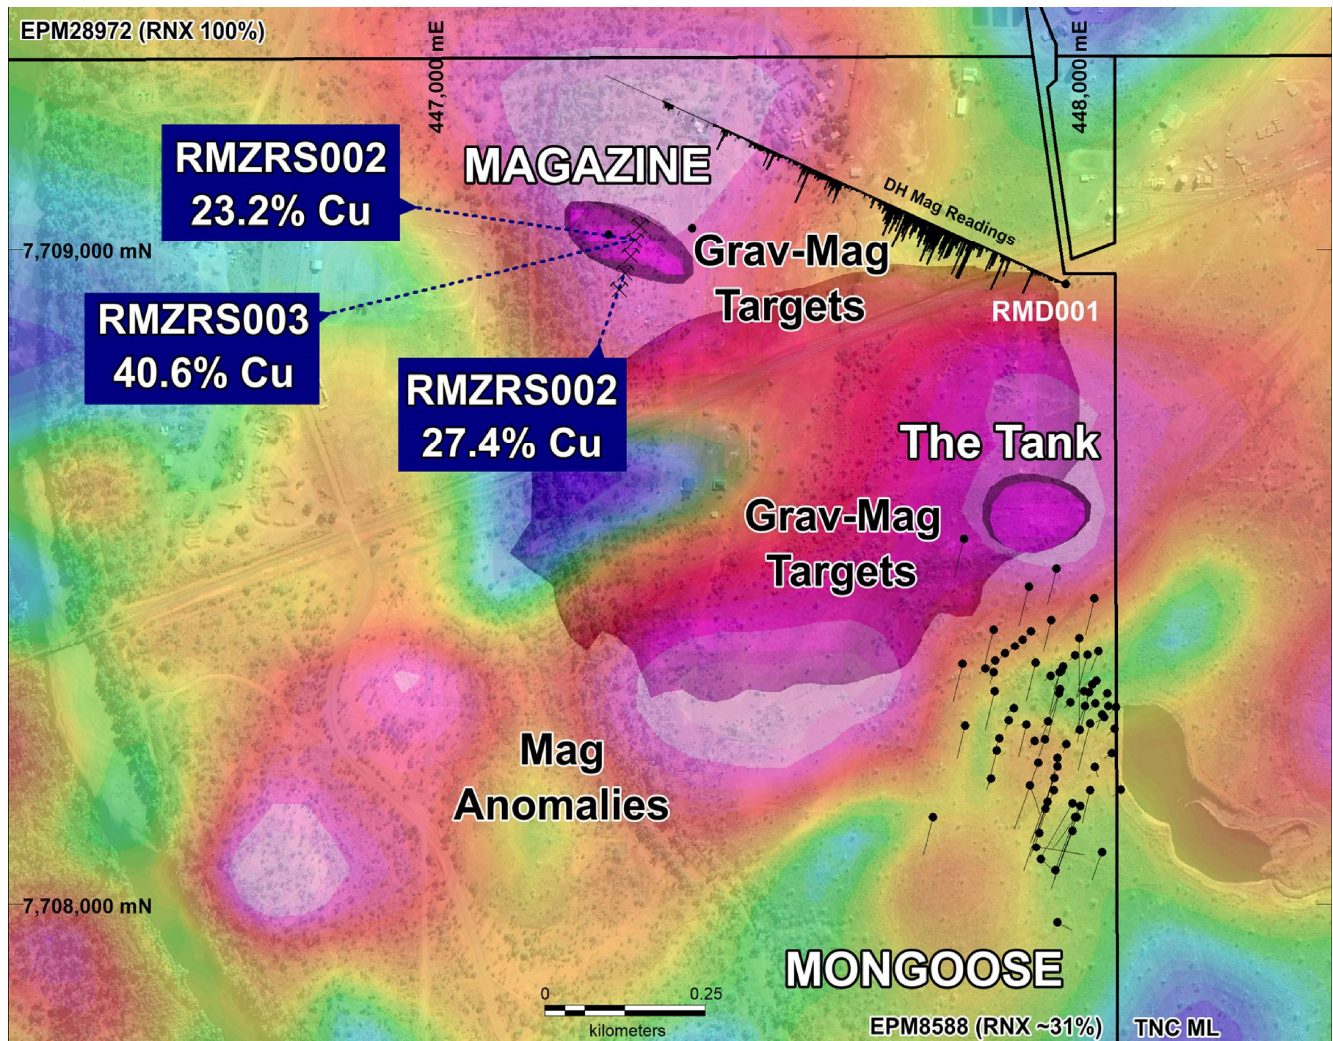 EPM28972 (RNX 100%)
447,000 mE
448,000 mE
RMZRS002
23.2% Cu
MAGAZINE
DH Mag Readings
7,709,000 mN
Grav-Mag
Targets
RMZRS003
40.6% Cu
RMD001
RMZRS002
27.4% Cu
The Tank
Grav-Mag
Targets
Mag
Anomalies
7,708,000 mN
MONGOOSE
0
0.25
kilometers
EPM8588 (RNX ~31%)
TNC ML